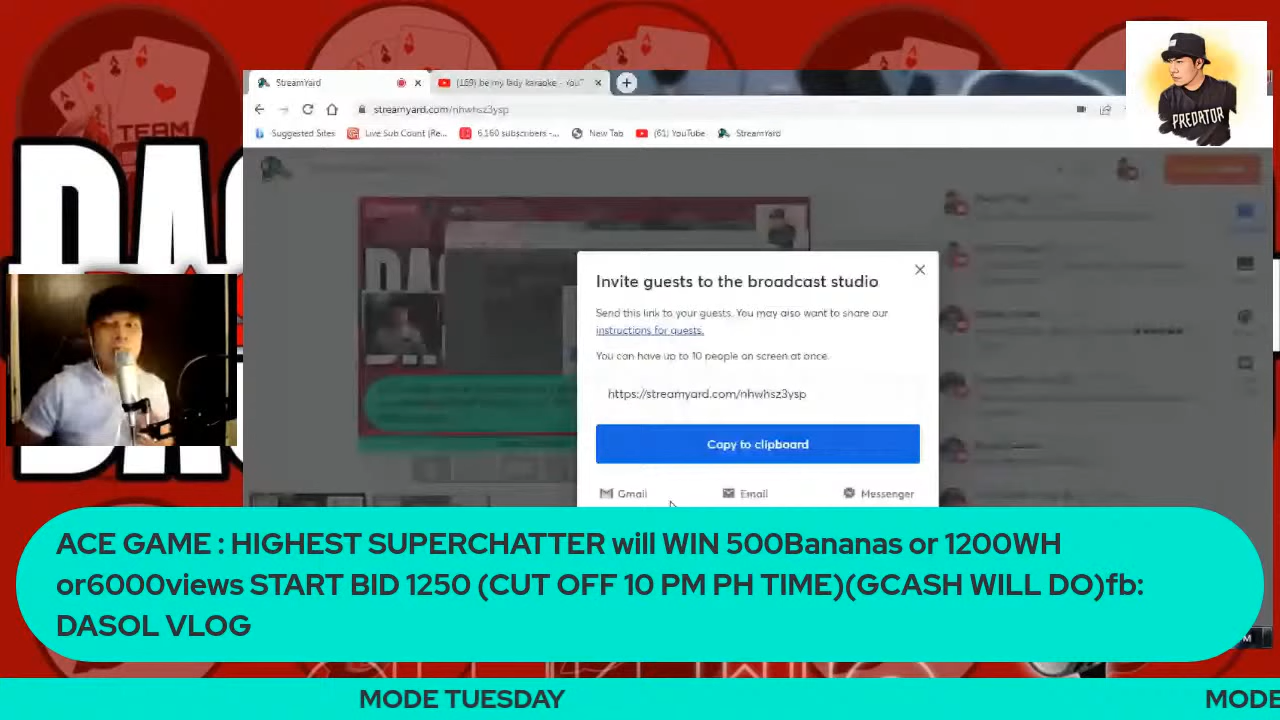 TEAM
StreamYard
(169) be my lady karaoke - You
streamyard.com/nhwhsz3ysp
Suggested Sites
Live Sub Count (Re...
6,160 subscribers -...
New Tab
(61) YouTube
StreamYard
PREDATOR
Invite guests to the broadcast studio
Send this link to your guests. You may also want to share our
instructions for guests.
You can have up to 10 people on screen at once.
https://streamyard.com/nhwhsz3ysp
Copy to clipboard
Gmail
Email
Messenger
ACE GAME : HIGHEST SUPERCHATTER will WIN 500Bananas or 1200WH
or6000views START BID 1250 (CUT OFF 10 PM PH TIME)(GCASH WILL DO)fb:
DASOL VLOG
MODE TUESDAY
MODE